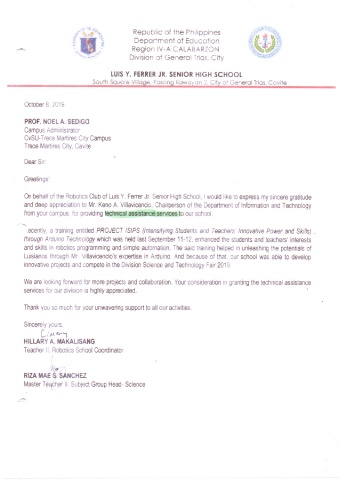 Republic of the Philippines
Department of Education
Region IV-A CALABARZON
Division of General Trias, City
LUIS Y. FERRER JR. SENIOR HIGH SCHOOL
South Square Village, Pasong Kawayan 2, City of General Trias, Cavite
October 8, 2019
PROF. NOEL A. SEDIGO
Campus Administrator
CvSU-Trece Martires City Campus
Trece Martires City, Cavite
Dear Sir:
Greetings!
On behalf of the Robotics Club of Luis Y. Ferrer Jr. Senior High School, I would like to express my sincere gratitude
and deep appreciation to Mr. Keno A. Villavicencio, Chairperson of the Department of Information and Technology
from your campus, for providing technical assistance services to our school.
ecently, a training entitled PROJECT ISIPS (Intensifying Students and Teachers' Innovative Power and Skills)
through Arduino Technology which was held last September 11-12, enhanced the students and teachers' interests
and skills in robotics programming and simple automation. The said training helped in unleashing the potentials of
Luisians through Mr. Villavicencio's expertise in Arduino. And because of that, our school was able to develop
innovative projects and compete in the Division Science and Technology Fair 2019.
We are looking forward for more projects and collaboration. Your consideration in granting the technical assistance
services for our division is highly appreciated.
Thank you so much for your unwavering support to all our activities.
Sincerely yours,
HILLARY A. MAKALISANG
Teacher II, Robotics School Coordinator
RIZA MAE S. SANCHEZ
Master Teacher II, Subject Group Head- Science